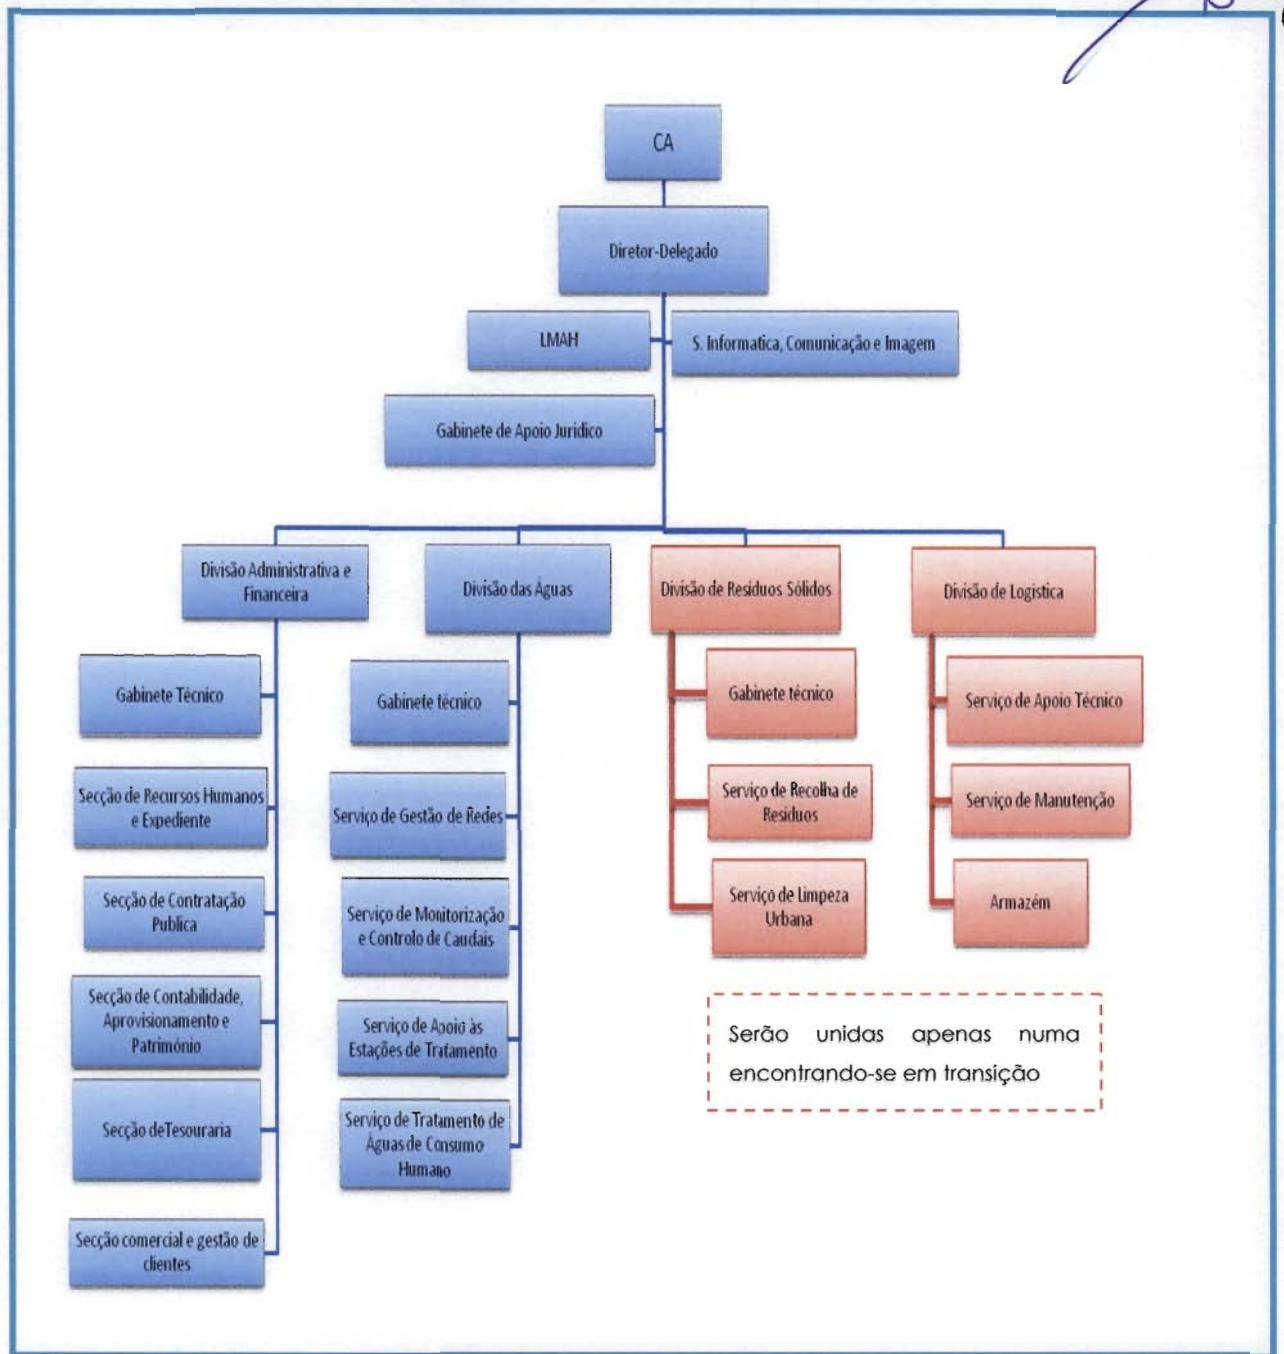 CA
Diretor-Delegado
LMAH
S. Informatica, Comunicação e Imagem
Gabinete de Apoio Juridico
Divisão Administrativa e
Financeira
Divisão das Águas
Divisão de Residuos Sólidos
Divisão de Logistica
Gabinete Técnico
Secção de Recursos Humanos
e Expediente
Secção de Contratação
Publica
Secção de Contabilidade,
Aprovisionamento e
Património
Secção deTesouraria
Secção comercial e gestão de
clientes
Gabinete técnico
Serviço de Gestão de Redes
Serviço de Monitorização
e Controlo de Caudais
Serviço de Apoio às
Estações de Tratamento
Serviço de Tratamento de
Águas de Consumo
Humano
Gabinete técnico
Serviço de Recolha de
Residuos
Serviço de Limpeza
Urbana
Serviço de Apoio Técnico
Serviço de Manutenção
Armazém
Serão unidas apenas numa
encontrando-se em transição